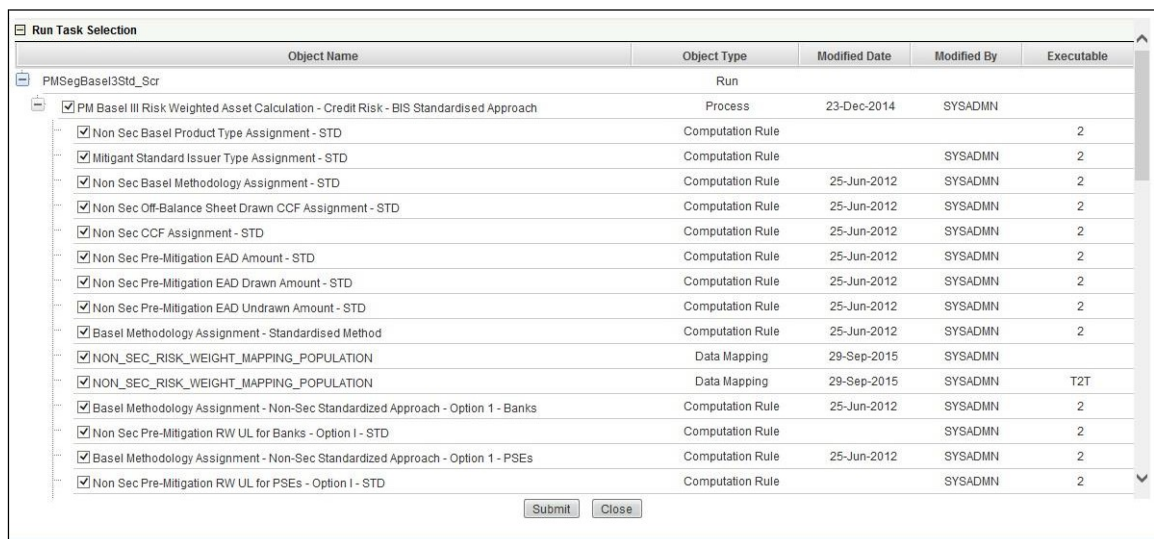 Run Task Selection
Object Name Object Type Modified Date Modified By Executable
PMSegBasel3Std_Scr Run
PM Basel III Risk Weighted Asset Calculation - Credit Risk - BIS Standardised Approach Process 23-Dec-2014 SYSADMN
Non Sec Basel Product Type Assignment - STD Computation Rule 2
Mitigant Standard Issuer Type Assignment - STD Computation Rule SYSADMN 2
Non Sec Basel Methodology Assignment - STD Computation Rule 25-Jun-2012 SYSADMN 2
Non Sec Off-Balance Sheet Drawn CCF Assignment - STD Computation Rule 25-Jun-2012 SYSADMN 2
Non Sec CCF Assignment - STD Computation Rule 25-Jun-2012 SYSADMN 2
Non Sec Pre-Mitigation EAD Amount - STD Computation Rule 25-Jun-2012 SYSADMN 2
Non Sec Pre-Mitigation EAD Drawn Amount - STD Computation Rule 25-Jun-2012 SYSADMN 2
Non Sec Pre-Mitigation EAD Undrawn Amount - STD Computation Rule 25-Jun-2012 SYSADMN 2
Basel Methodology Assignment - Standardised Method Computation Rule 25-Jun-2012 SYSADMN 2
NON_SEC_RISK_WEIGHT_MAPPING_POPULATION Data Mapping 29-Sep-2015 SYSADMN
NON_SEC_RISK_WEIGHT_MAPPING_POPULATION Data Mapping 29-Sep-2015 SYSADMN T2T
Basel Methodology Assignment - Non-Sec Standardized Approach - Option 1 - Banks Computation Rule 25-Jun-2012 SYSADMN 2
Non Sec Pre-Mitigation RW UL for Banks - Option I - STD Computation Rule SYSADMN 2
Basel Methodology Assignment - Non-Sec Standardized Approach - Option 1 - PSEs Computation Rule 25-Jun-2012 SYSADMN 2
Non Sec Pre-Mitigation RW UL for PSEs - Option I - STD Computation Rule SYSADMN 2
Submit Close